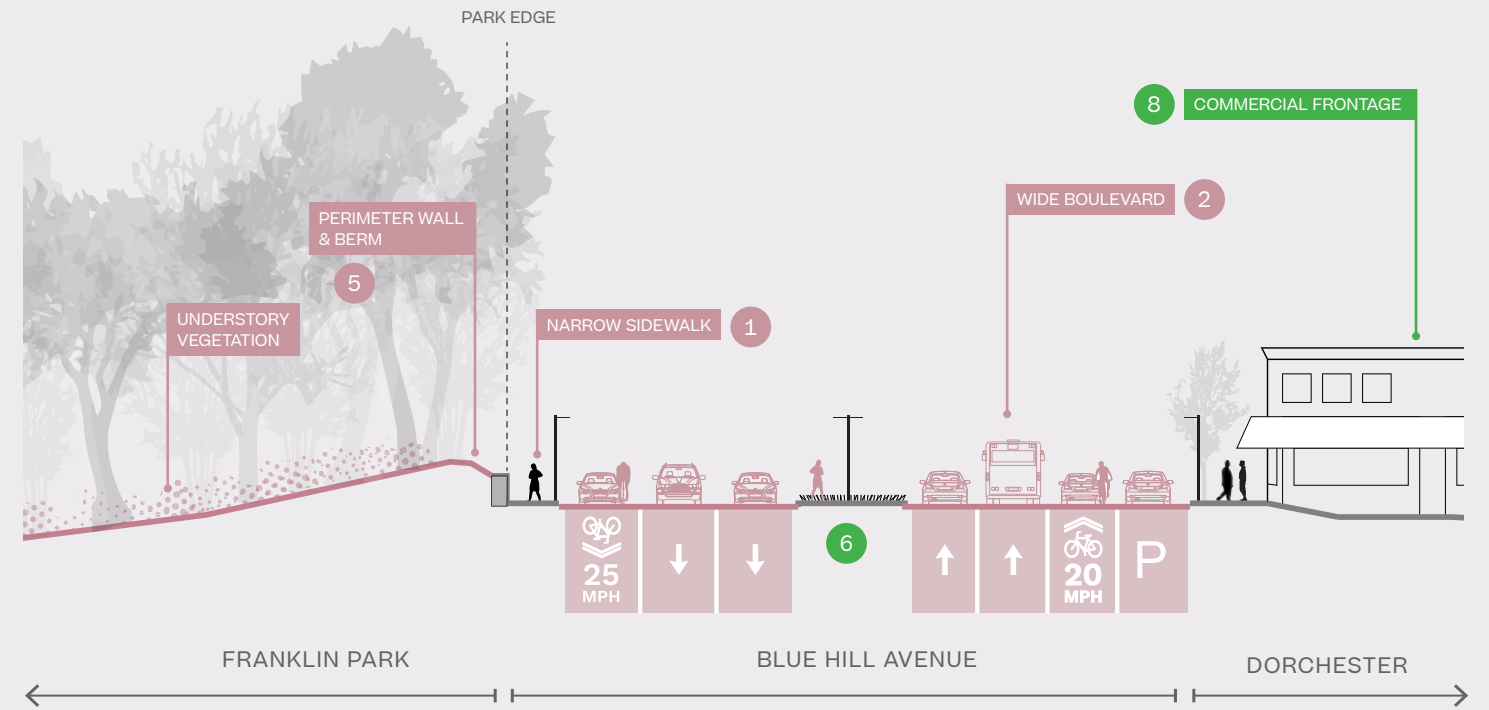 PARK EDGE
8
COMMERCIAL FRONTAGE
WIDE BOULEVARD
2
PERIMETER WALL
& BERM
5
UNDERSTORY
VEGETATION
NARROW SIDEWALK
1
6
25
MPH
20
MPH
P
FRANKLIN PARK
BLUE HILL AVENUE
DORCHESTER